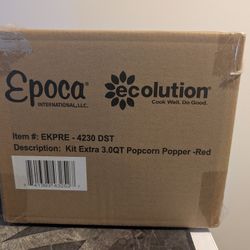 Epoca®
INTERNATIONAL, LLC.
ecolution®
Cook Well. Do Good.
Item #: EKPRE - 4230 DST
Description: Kit Extra 3.0QT Popcorn Popper -Red